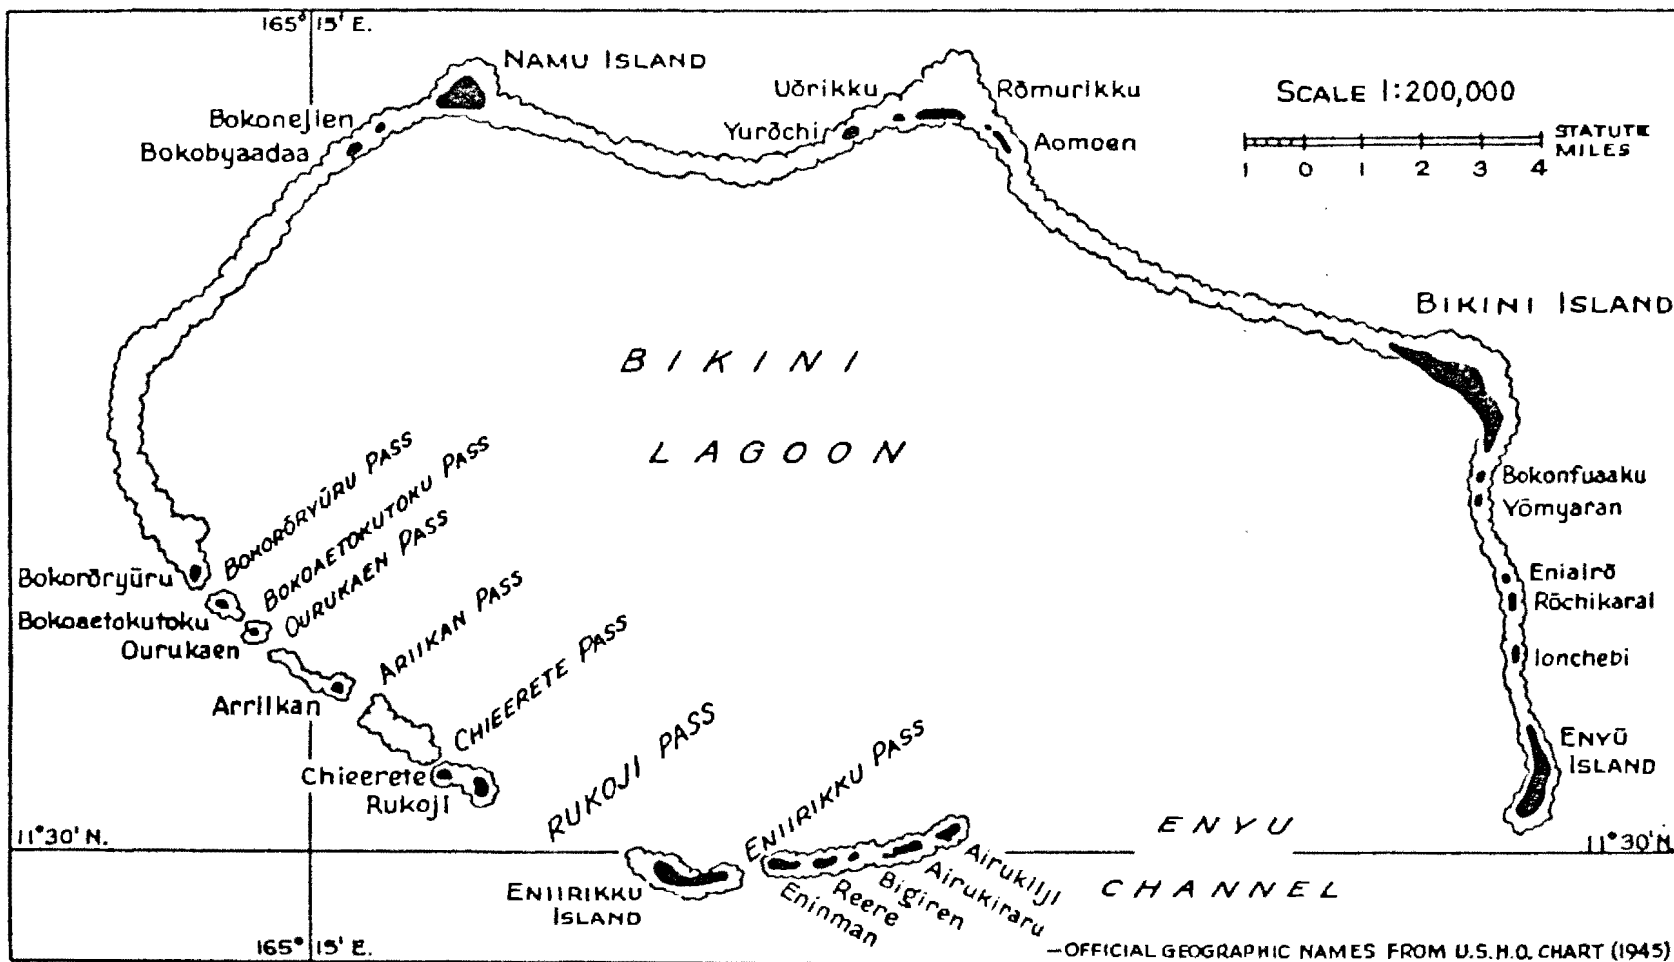 165° 15' E.
NAMU ISLAND
Uōrikku
Rōmurikku
SCALE 1:200,000
Bokonejien
Yurōchi
Aomoen
STATUTE
MILES
Bokobyaadaa
1 0 1 2 3 4
BIKINI ISLAND
BIKINI
LAGOON
BOKORŌRYŪRU PASS
BOKOAETOKUTOKU PASS
OURUKAEN PASS
ARIIKAN PASS
CHIEERETE PASS
RUKOJI PASS
ENIIRIKKU PASS
Bokonfuaaku
Yōmyaran
Bokorōryūru
Eniairō
Rōchikarai
Bokoaetokutoku
Ourukaen
Ionchebi
Arriikan
ENYŪ
ISLAND
Chieerete
Rukoji
11° 30' N.
ENYU
CHANNEL
11° 30' N.
ENIIRIKKU
ISLAND
Eninman
Reere
Bigiren
Airukiraru
Airukiiji
165° 15' E.
—OFFICIAL GEOGRAPHIC NAMES FROM U.S.H.O. CHART (1945)